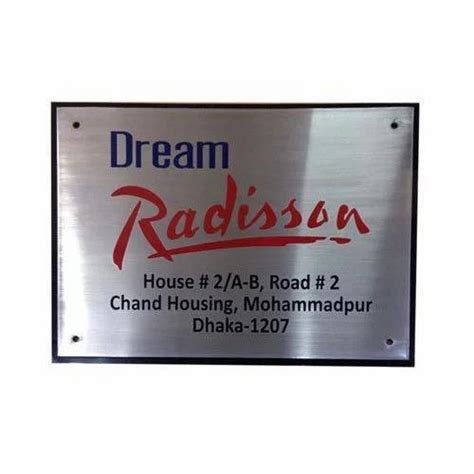 Dream
Radisson
House # 2/A-B, Road # 2
Chand Housing, Mohammadpur
Dhaka-1207